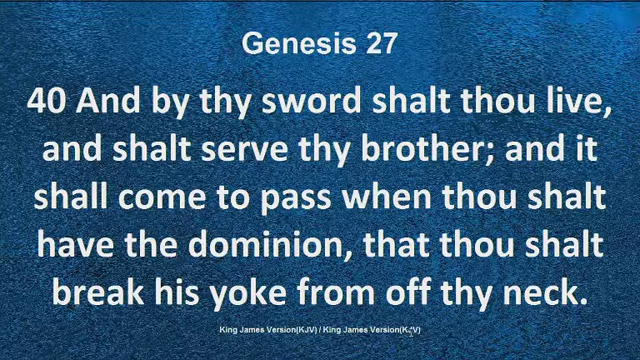 Genesis 27
40 And by thy sword shalt thou live,
and shalt serve thy brother; and it
shall come to pass when thou shalt
have the dominion, that thou shalt
break his yoke from off thy neck.
King James Version(KJV) / King James Version(KJV)